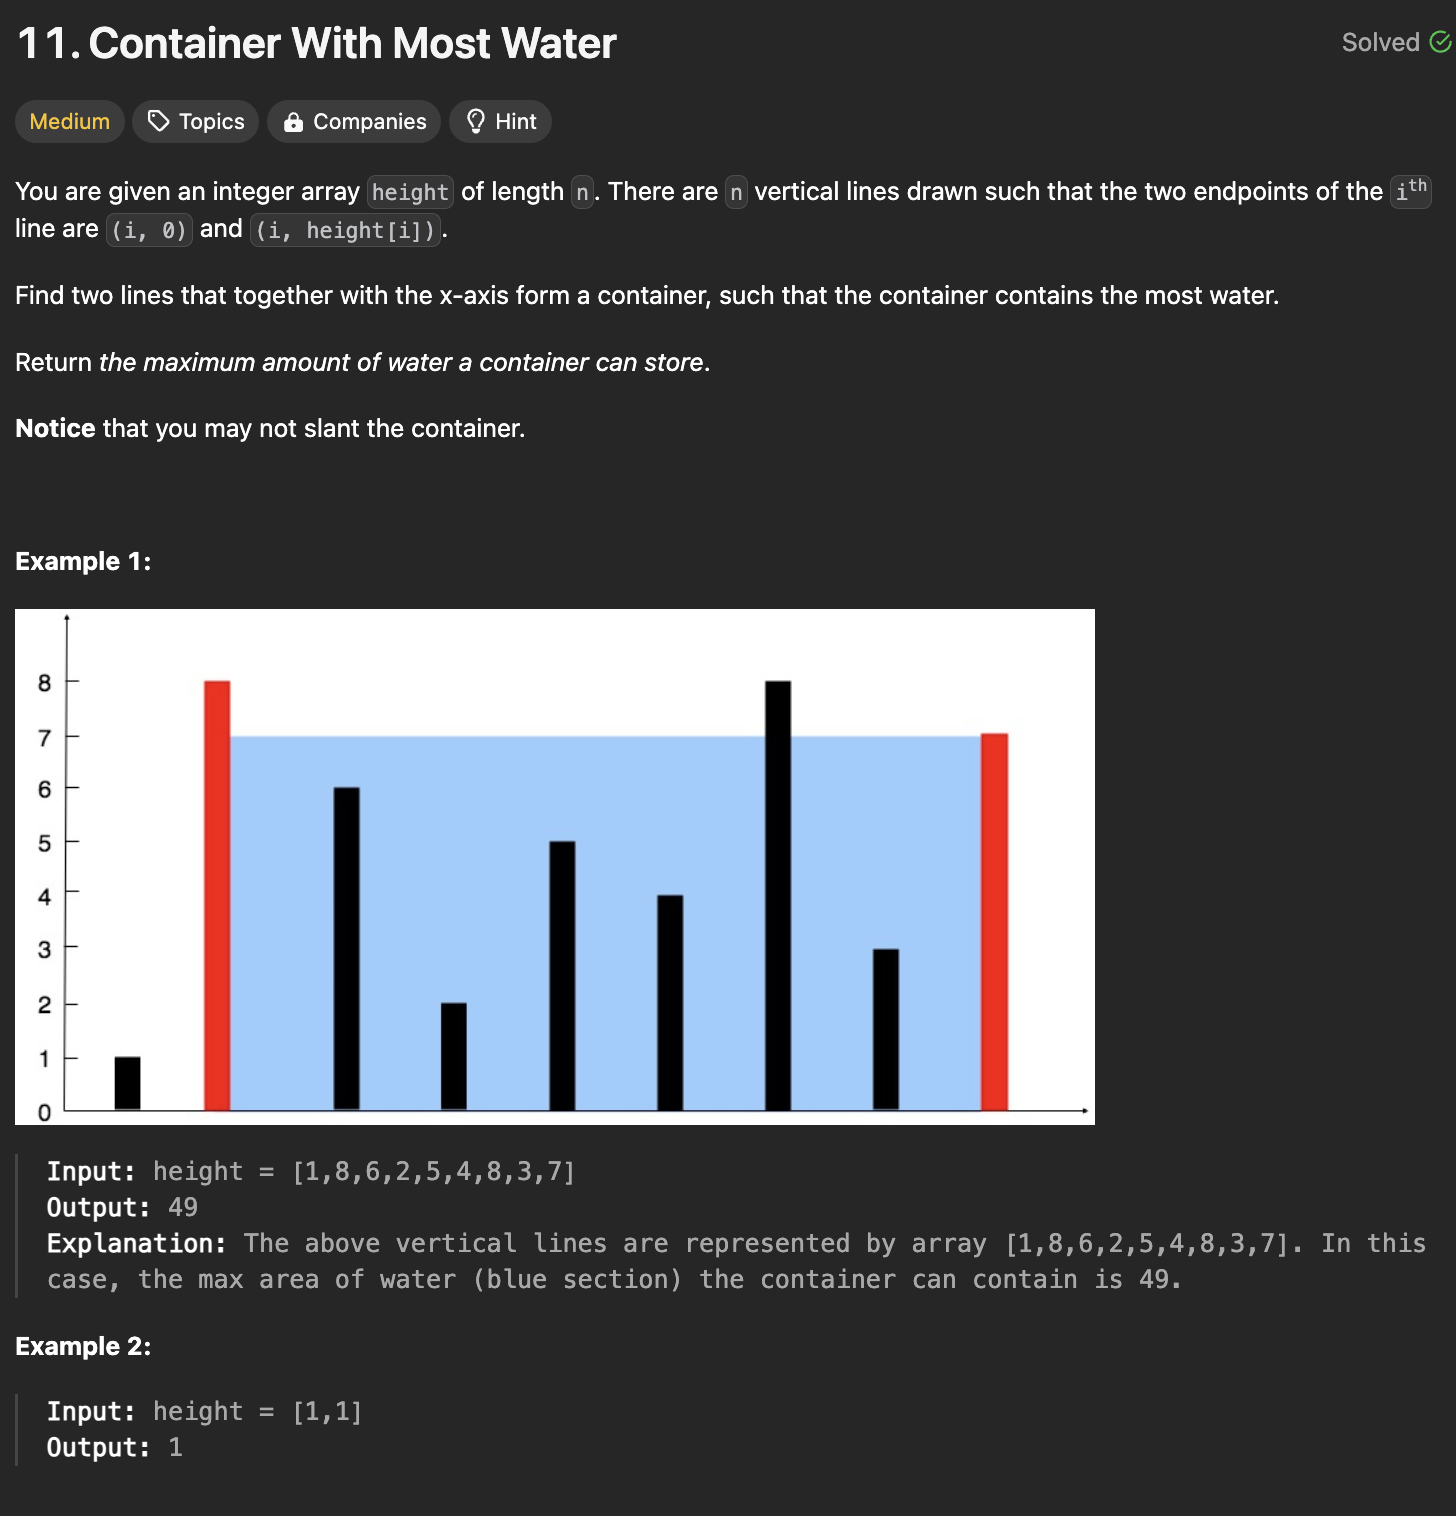 11. Container With Most Water
Solved
Medium
Topics
Companies
Hint
You are given an integer array height of length n. There are n vertical lines drawn such that the two endpoints of the ith
line are (i, 0) and (i, height[i]).
Find two lines that together with the x-axis form a container, such that the container contains the most water.
Return the maximum amount of water a container can store.
Notice that you may not slant the container.
Example 1:
8
7
6
5
4
3
2
1
0
Input: height = [1,8,6,2,5,4,8,3,7]
Output: 49
Explanation: The above vertical lines are represented by array [1,8,6,2,5,4,8,3,7]. In this
case, the max area of water (blue section) the container can contain is 49.
Example 2:
Input: height = [1,1]
Output: 1